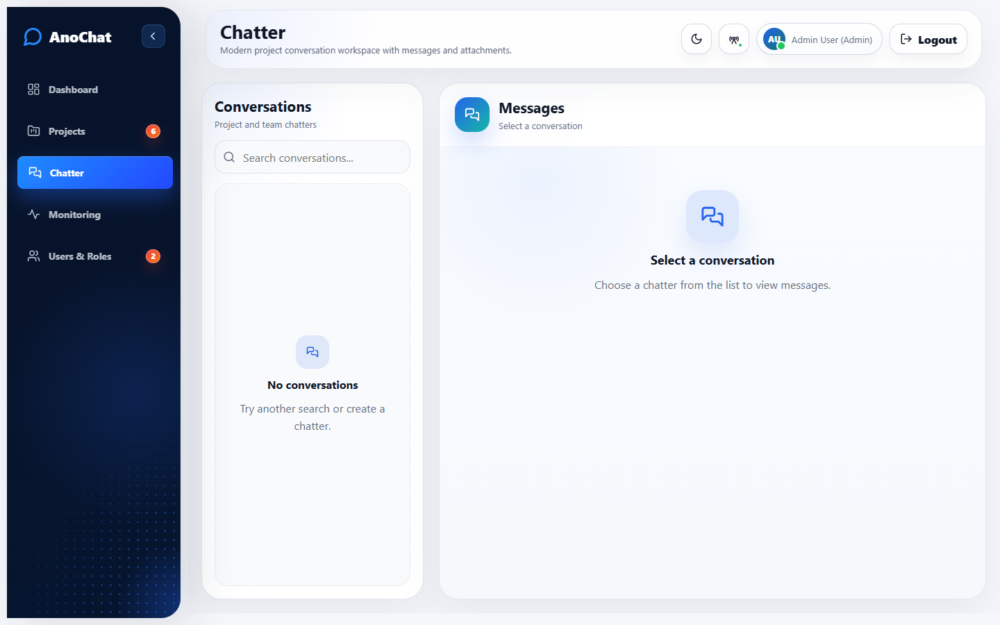 AnoChat
Dashboard
Projects 6
Chatter
Monitoring
Users & Roles 2
Chatter
Modern project conversation workspace with messages and attachments.
AU Admin User (Admin)
Logout
Conversations
Project and team chatters
Search conversations...
No conversations
Try another search or create a
chatter.
Messages
Select a conversation
Select a conversation
Choose a chatter from the list to view messages.